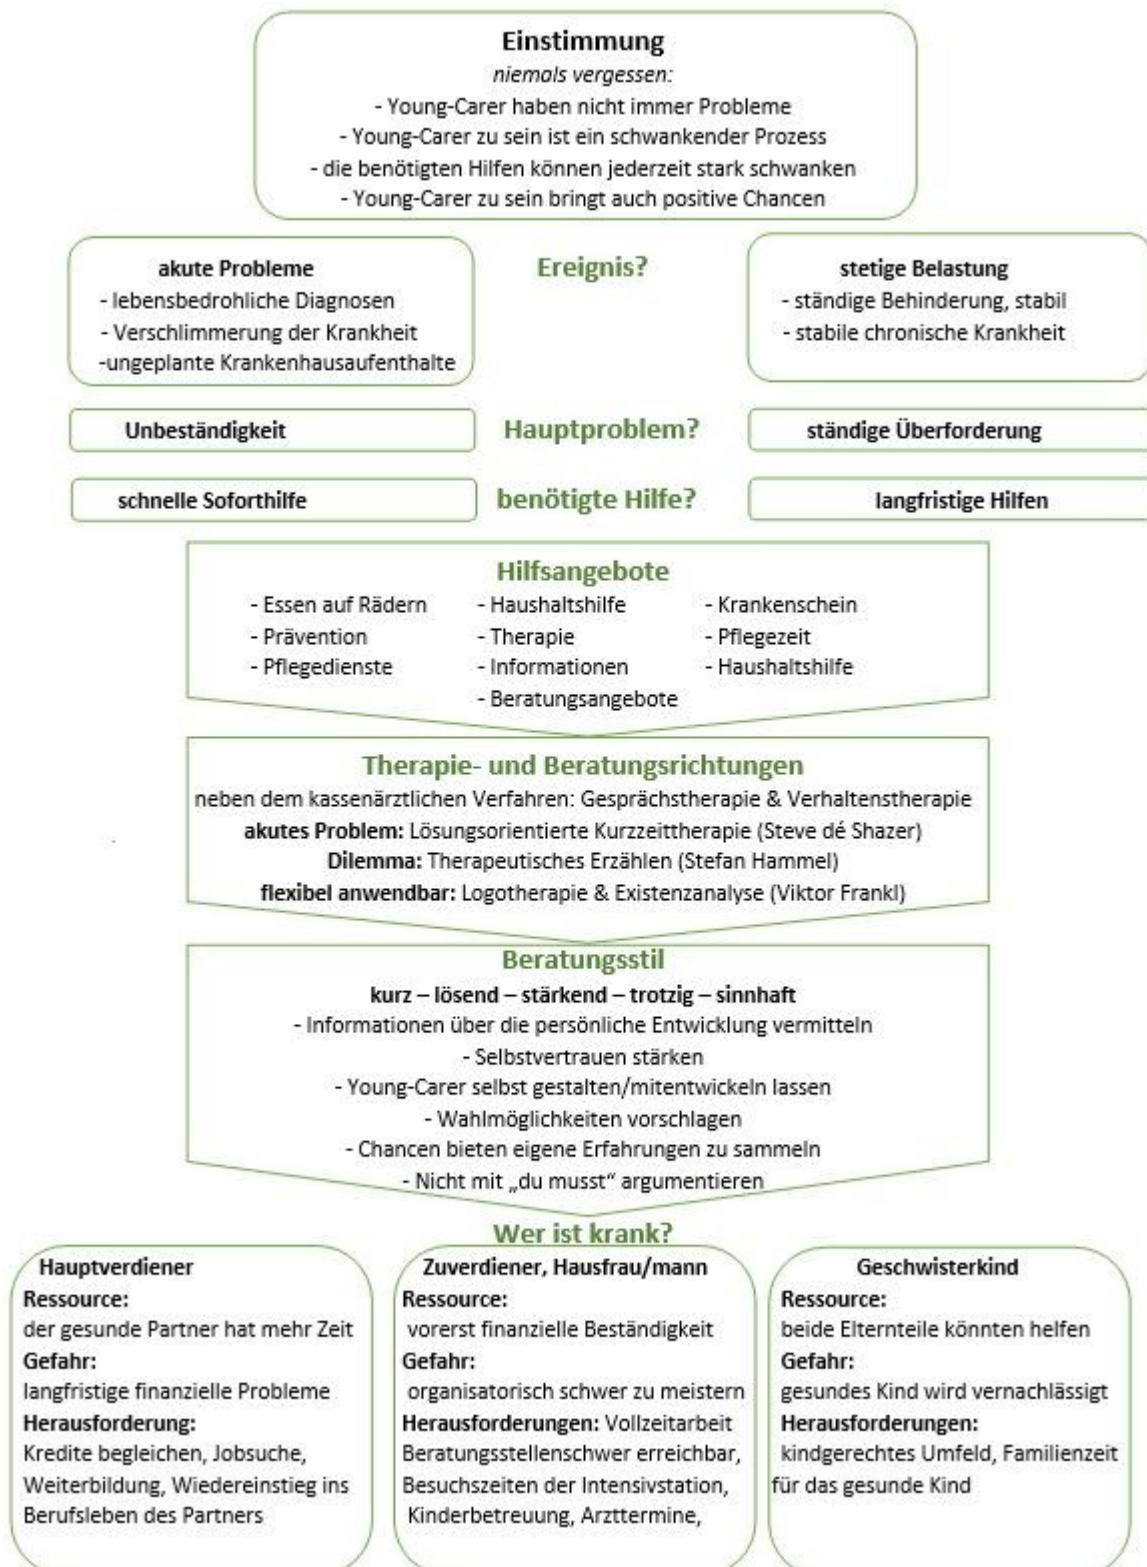 Einstimmung
niemals vergessen:
- Young-Carer haben nicht immer Probleme
- Young-Carer zu sein ist ein schwankender Prozess
- die benötigten Hilfen können jederzeit stark schwanken
- Young-Carer zu sein bringt auch positive Chancen
akute Probleme
- lebensbedrohliche Diagnosen
- Verschlimmerung der Krankheit
-ungeplante Krankenhausaufenthalte
Ereignis?
stetige Belastung
- ständige Behinderung, stabil
- stabile chronische Krankheit
Unbeständigkeit
Hauptproblem?
ständige Überforderung
schnelle Soforthilfe
benötigte Hilfe?
langfristige Hilfen
Hilfsangebote
- Essen auf Rädern
- Prävention
- Pflegedienste
- Haushaltshilfe
- Therapie
- Informationen
- Beratungsangebote
- Krankenschein
- Pflegezeit
- Haushaltshilfe
Therapie- und Beratungsrichtungen
neben dem kassenärztlichen Verfahren: Gesprächstherapie & Verhaltenstherapie
akutes Problem: Lösungsorientierte Kurzzeittherapie (Steve dé Shazer)
Dilemma: Therapeutisches Erzählen (Stefan Hammel)
flexibel anwendbar: Logotherapie & Existenzanalyse (Viktor Frankl)
Beratungsstil
kurz – lösend – stärkend – trotzig – sinnhaft
- Informationen über die persönliche Entwicklung vermitteln
- Selbstvertrauen stärken
- Young-Carer selbst gestalten/mitentwickeln lassen
- Wahlmöglichkeiten vorschlagen
- Chancen bieten eigene Erfahrungen zu sammeln
- Nicht mit „du musst“ argumentieren
Wer ist krank?
Hauptverdiener
Ressource:
der gesunde Partner hat mehr Zeit
Gefahr:
langfristige finanzielle Probleme
Herausforderung:
Kredite begleichen, Jobsuche,
Weiterbildung, Wiedereinstieg ins
Berufsleben des Partners
Zuverdiener, Hausfrau/mann
Ressource:
vorerst finanzielle Beständigkeit
Gefahr:
organisatorisch schwer zu meistern
Herausforderungen: Vollzeitarbeit
Beratungsstellenschwer erreichbar,
Besuchszeiten der Intensivstation,
Kinderbetreuung, Arzttermine,
Geschwisterkind
Ressource:
beide Elternteile könnten helfen
Gefahr:
gesundes Kind wird vernachlässigt
Herausforderungen:
kindgerechtes Umfeld, Familienzeit
für das gesunde Kind